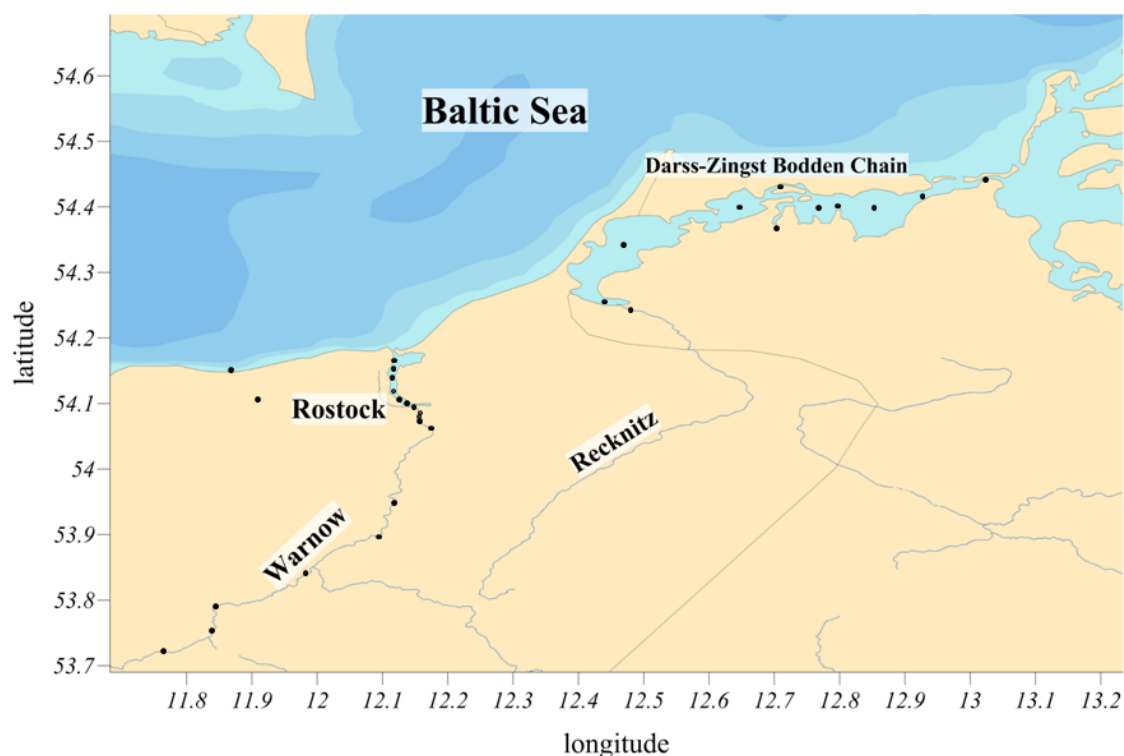 54.6
54.5
54.4
54.3
54.2
54.1
54
53.9
53.8
53.7
latitude
Baltic Sea
Darss-Zingst Bodden Chain
Rostock
Recknitz
Warnow
11.8 11.9 12 12.1 12.2 12.3 12.4 12.5 12.6 12.7 12.8 12.9 13 13.1 13.2
longitude